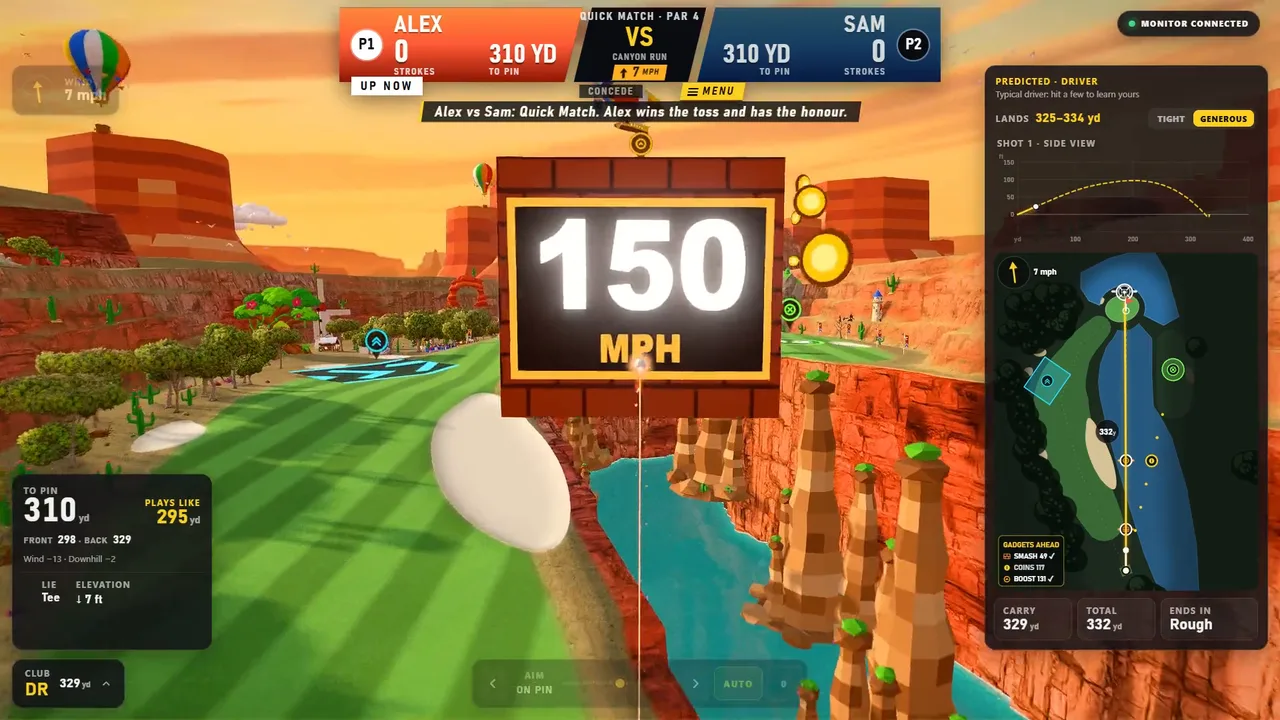 P1
ALEX
0
STROKES
310 YD
TO PIN
UP NOW
QUICK MATCH · PAR 4
VS
CANYON RUN
↑ 7 MPH
CONCEDE
MENU
310 YD
TO PIN
SAM
0
STROKES
P2
MONITOR CONNECTED
7 mph
Alex vs Sam: Quick Match. Alex wins the toss and has the honour.
150
MPH
PREDICTED · DRIVER
Typical driver: hit a few to learn yours
LANDS 325–334 yd
TIGHT
GENEROUS
SHOT 1 · SIDE VIEW
ft
150
100
50
0
yd
100
200
300
400
7 mph
332y
GADGETS AHEAD
SMASH 49 ✓
COINS 117
BOOST 131 ✓
CARRY
329 yd
TOTAL
332 yd
ENDS IN
Rough
TO PIN
310 yd
PLAYS LIKE
295 yd
FRONT 298 · BACK 329
Wind −13 · Downhill −2
LIE
Tee
ELEVATION
↓ 7 ft
CLUB
DR 329 yd
AIM
ON PIN
AUTO
0